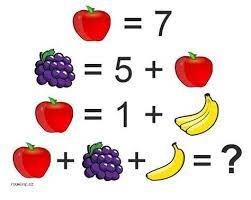 = 7
= 5 +
= 1 +
+ + = ?